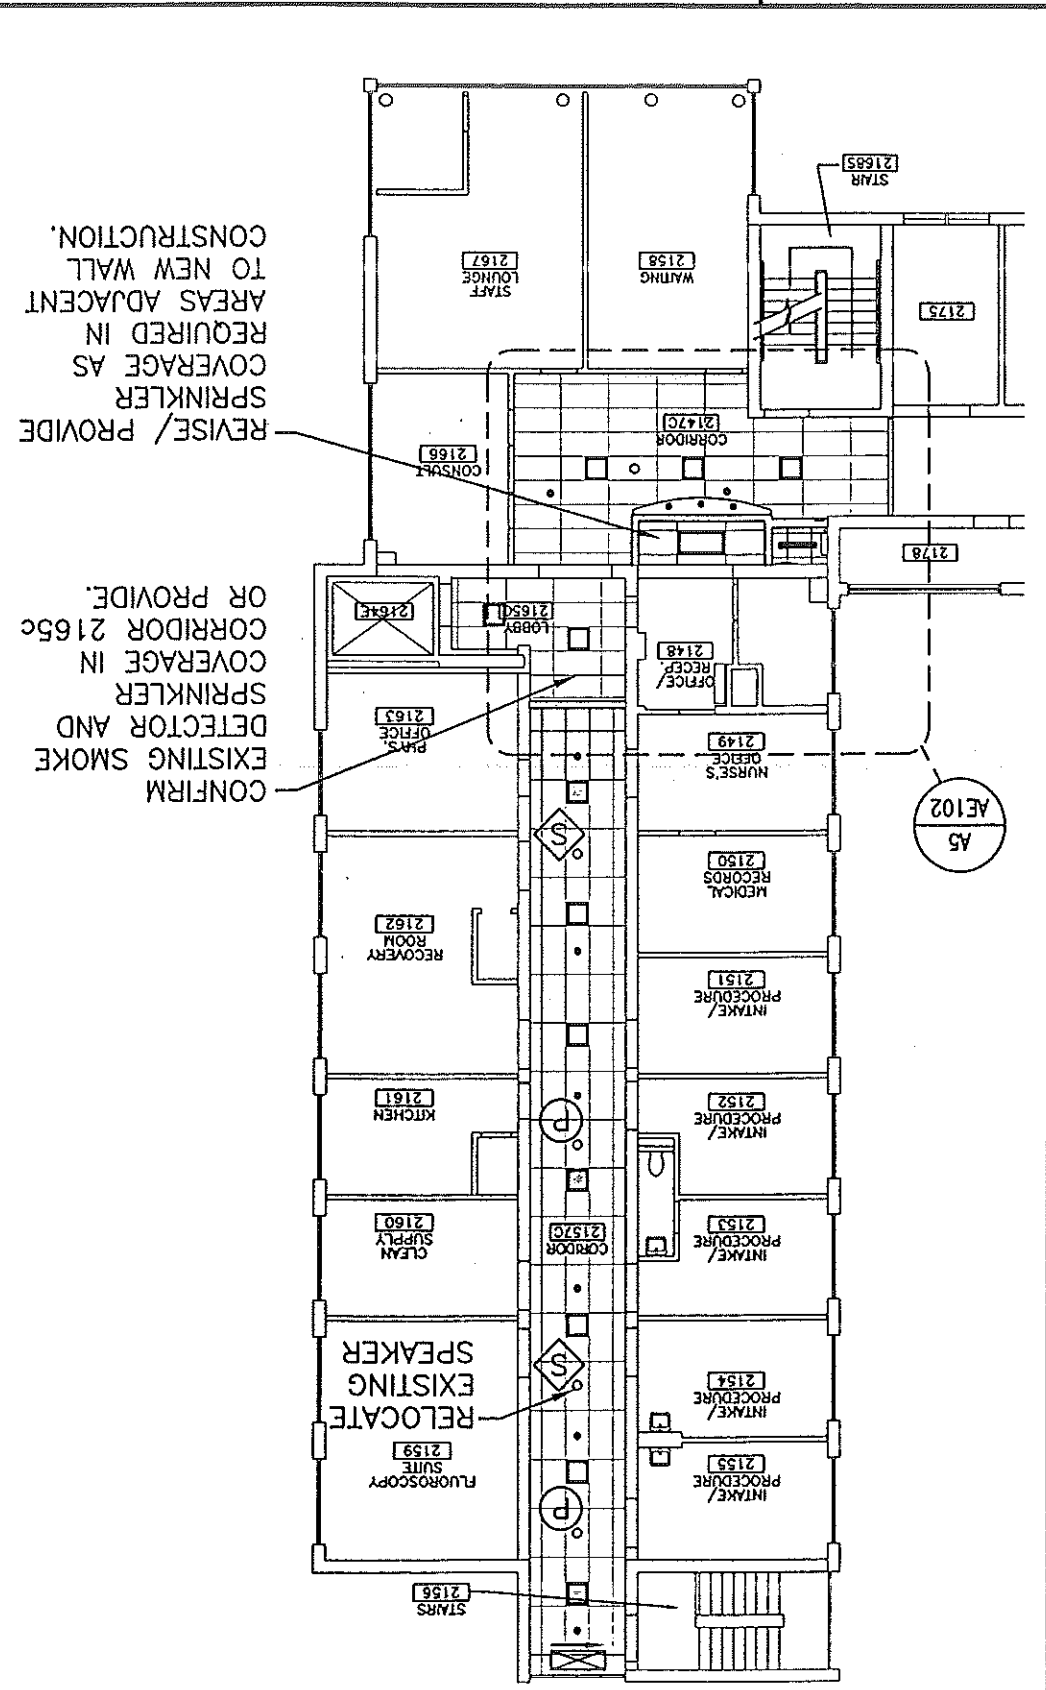 STAIRS
2156
INTAKE/
PROCEDURE
2155
FLUOROSCOPY
SUITE
2159
P
RELOCATE
EXISTING
SPEAKER
INTAKE/
PROCEDURE
2154
S
INTAKE/
PROCEDURE
2153
CORIDOR
2157C
CLEAN
SUPPLY
2160
INTAKE/
PROCEDURE
2152
P
KITCHEN
2161
INTAKE/
PROCEDURE
2151
RECOVERY
ROOM
2162
MEDICAL
RECORDS
2150
S
A5
AE102
NURSE'S
OFFICE
2149
PHYS.
OFFICE
2163
CONFIRM
EXISTING SMOKE
DETECTOR AND
SPRINKLER
COVERAGE IN
CORRIDOR 2165c
OR PROVIDE.
OFFICE/
RECEP.
2148
LOBBY
2165C
2164E
2178
CORRIDOR
2147C
CONSULT
2166
REVISE/ PROVIDE
SPRINKLER
COVERAGE AS
REQUIRED IN
AREAS ADJACENT
TO NEW WALL
CONSTRUCTION.
2175
WAITING
2158
STAFF
LOUNGE
2167
STAIR
2168S